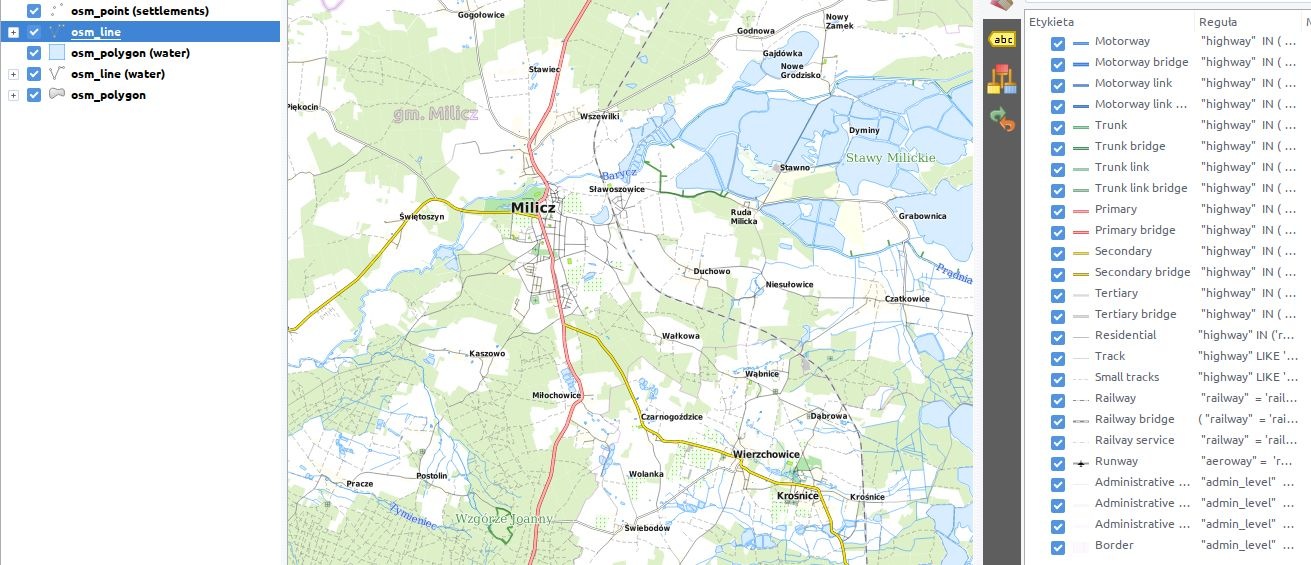 osm_point (settlements)
osm_line
osm_polygon (water)
osm_line (water)
osm_polygon
Gogołowice
Nowy
Zamek
Godnowa
Gajdówka
Nowe
Grodzisko
Stawiec
Piękocin
gm. Milicz
Wszewilki
Dyminy
Stawy Milickie
Barycz
Stawno
Sławoszowice
Milicz
Świętoszyn
Ruda
Milicka
Grabownica
Prądnia
Duchowo
Niesułowice
Czatkowice
Wałkowa
Kaszowo
Wąbnice
Miłochowice
Czarnogoździce
Dąbrowa
Wierzchowice
Postolin
Wolanka
Pracze
Krośnice
Krośnice
Żymieniec
Wzgórze Joanny
Świebodów
abc
Etykieta Reguła
Motorway "highway" IN ( ...
Motorway bridge "highway" IN ( ...
Motorway link "highway" IN ( ...
Motorway link ... "highway" IN ( ...
Trunk "highway" IN ( ...
Trunk bridge "highway" IN ( ...
Trunk link "highway" IN ( ...
Trunk link bridge "highway" IN ( ...
Primary "highway" IN ( ...
Primary bridge "highway" IN ( ...
Secondary "highway" IN ( ...
Secondary bridge "highway" IN ( ...
Tertiary "highway" IN ( ...
Tertiary bridge "highway" IN ( ...
Residential "highway" IN ('r...
Track "highway" LIKE '...
Small tracks "highway" LIKE '...
Railway "railway" = 'rail...
Railway bridge ( "railway" = 'rai...
Railvay service "railway" = 'rail...
Runway "aeroway" = 'r...
Administrative ... "admin_level" ...
Administrative ... "admin_level" ...
Administrative ... "admin_level" ...
Border "admin_level" ...